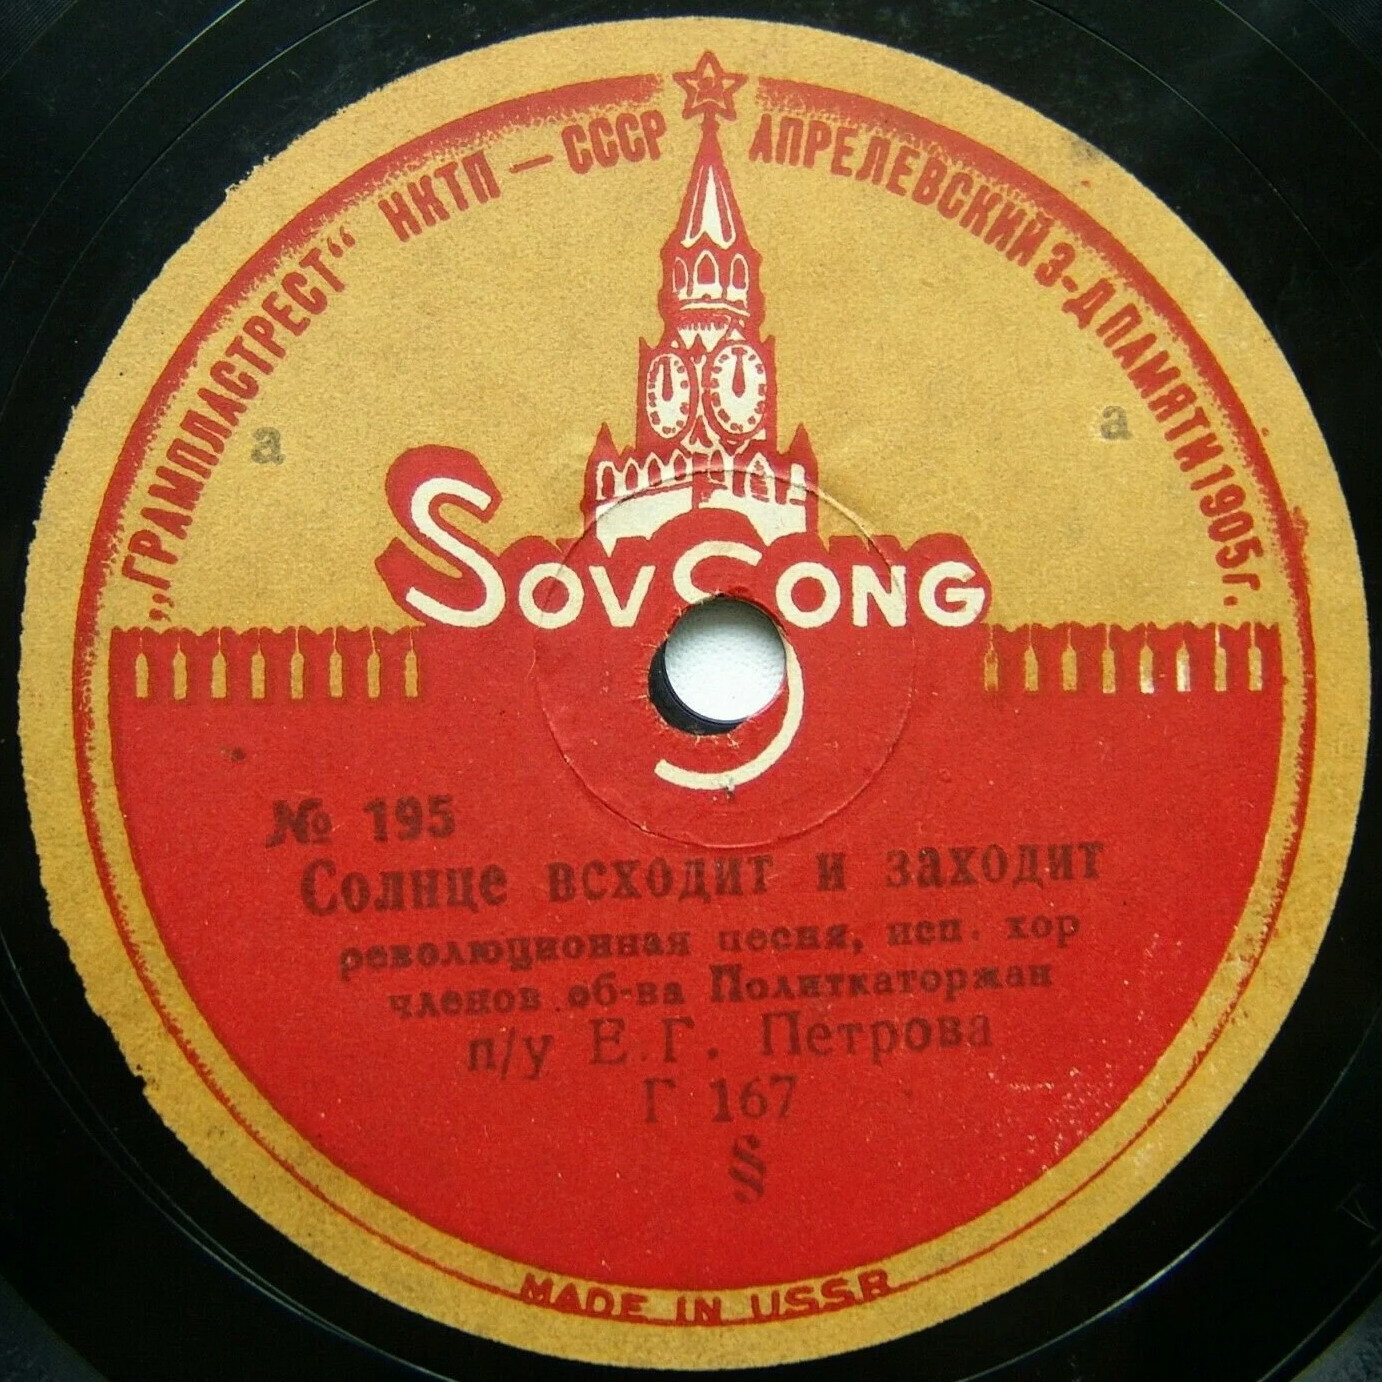 „ГРАМПЛАСТРЕСТ“ НКТП — СССР АПРЕЛЕВСКИЙ З-Д ПАМЯТИ 1905 г.
а
а
SovSong
№ 195
Солнце всходит и заходит
революционная песня, исп. хор
членов об-ва Политкаторжан
п/у Е. Г. Петрова
Г 167
§
MADE IN USSR